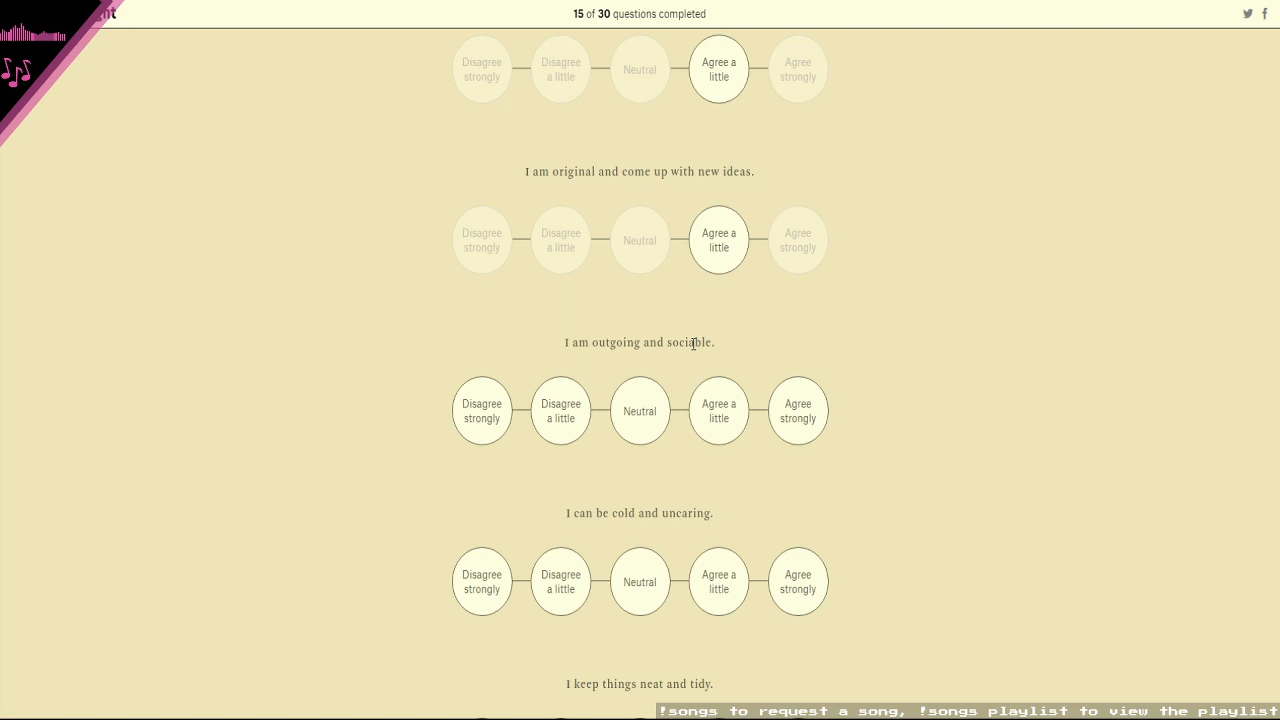 15 of 30 questions completed
Disagree strongly
Disagree a little
Neutral
Agree a little
Agree strongly
I am original and come up with new ideas.
Disagree strongly
Disagree a little
Neutral
Agree a little
Agree strongly
I am outgoing and sociable.
Disagree strongly
Disagree a little
Neutral
Agree a little
Agree strongly
I can be cold and uncaring.
Disagree strongly
Disagree a little
Neutral
Agree a little
Agree strongly
I keep things neat and tidy.
!songs to request a song, !songs playlist to view the playlist